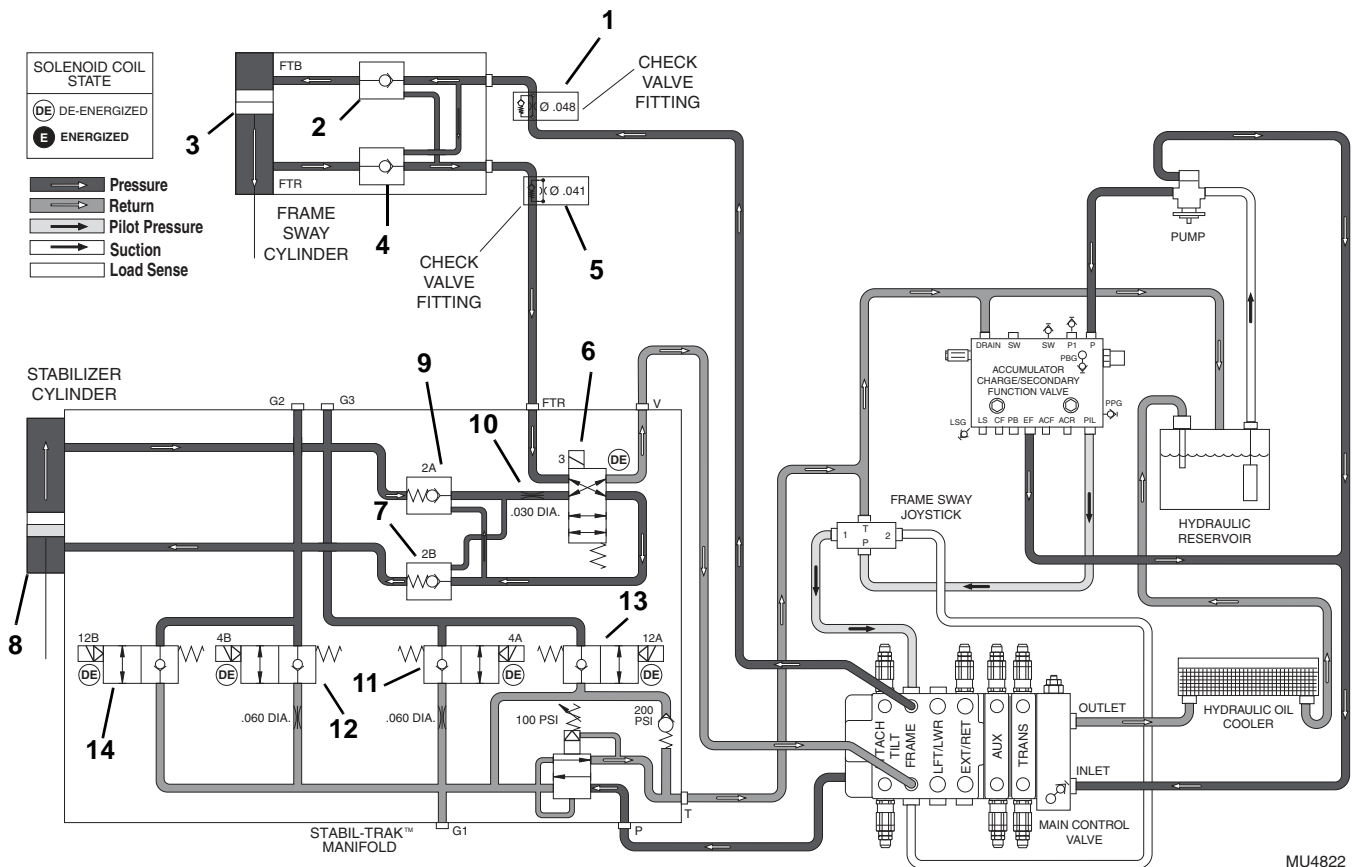 1
SOLENOID COIL
STATE
DE DE-ENERGIZED
E ENERGIZED
FTB
2
3
Ø .048
CHECK
VALVE
FITTING
Pressure
Return
Pilot Pressure
Suction
Load Sense
FTR
FRAME
SWAY
CYLINDER
4
Ø .041
5
CHECK
VALVE
FITTING
PUMP
DRAIN SW SW P1 P
PBG
ACCUMULATOR
CHARGE/SECONDARY
FUNCTION VALVE
PPG
LSG
LS CF PB EF ACF ACR PIL
HYDRAULIC
RESERVOIR
STABILIZER
CYLINDER
G2
G3
9
10
6
FTR
V
3
DE
2A
.030 DIA.
7
2B
8
FRAME SWAY
JOYSTICK
1
T
P
2
13
12B
DE
4B
DE
4A
DE
12A
DE
14
12
11
.060 DIA.
.060 DIA.
100 PSI
200
PSI
T
P
G1
STABIL-TRAK™
MANIFOLD
TTACH
TILT
FRAME
LFT/LWR
EXT/RET
AUX
TRANS
OUTLET
INLET
HYDRAULIC OIL
COOLER
MAIN CONTROL
VALVE
MU4822